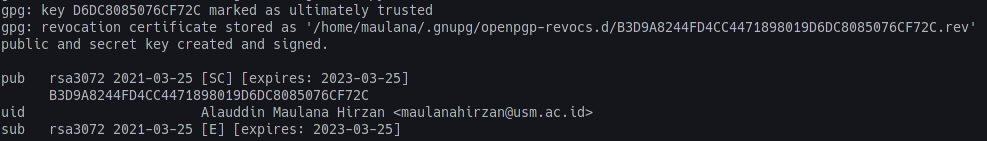 gpg: key D6DC8085076CF72C marked as ultimately trusted
gpg: revocation certificate stored as '/home/maulana/.gnupg/openpgp-revocs.d/B3D9A8244FD4CC4471898019D6DC8085076CF72C.rev'
public and secret key created and signed.
pub   rsa3072 2021-03-25 [SC] [expires: 2023-03-25]
      B3D9A8244FD4CC4471898019D6DC8085076CF72C
uid                      Alauddin Maulana Hirzan <maulanahirzan@usm.ac.id>
sub   rsa3072 2021-03-25 [E] [expires: 2023-03-25]